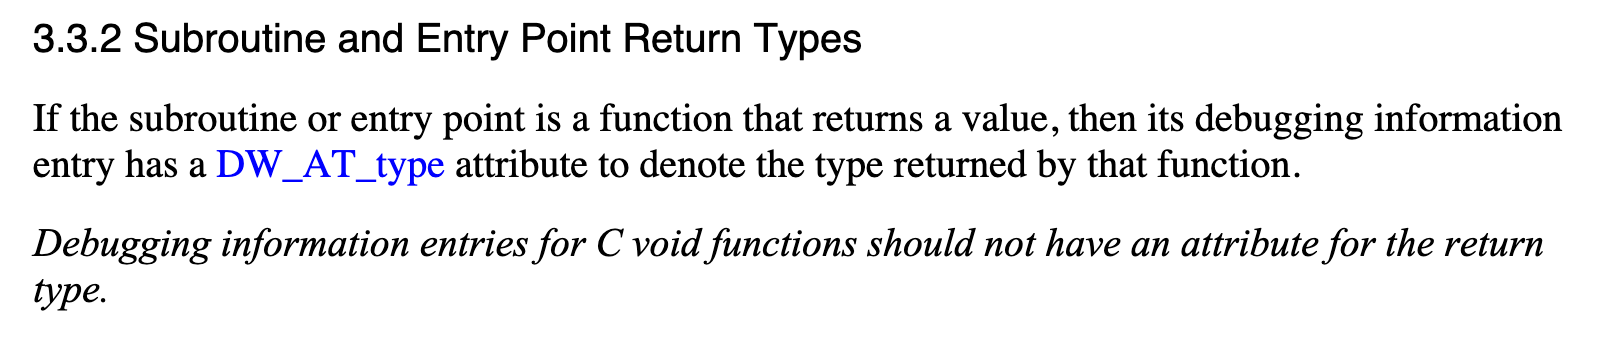 3.3.2 Subroutine and Entry Point Return Types
If the subroutine or entry point is a function that returns a value, then its debugging information
entry has a DW_AT_type attribute to denote the type returned by that function.
Debugging information entries for C void functions should not have an attribute for the return
type.